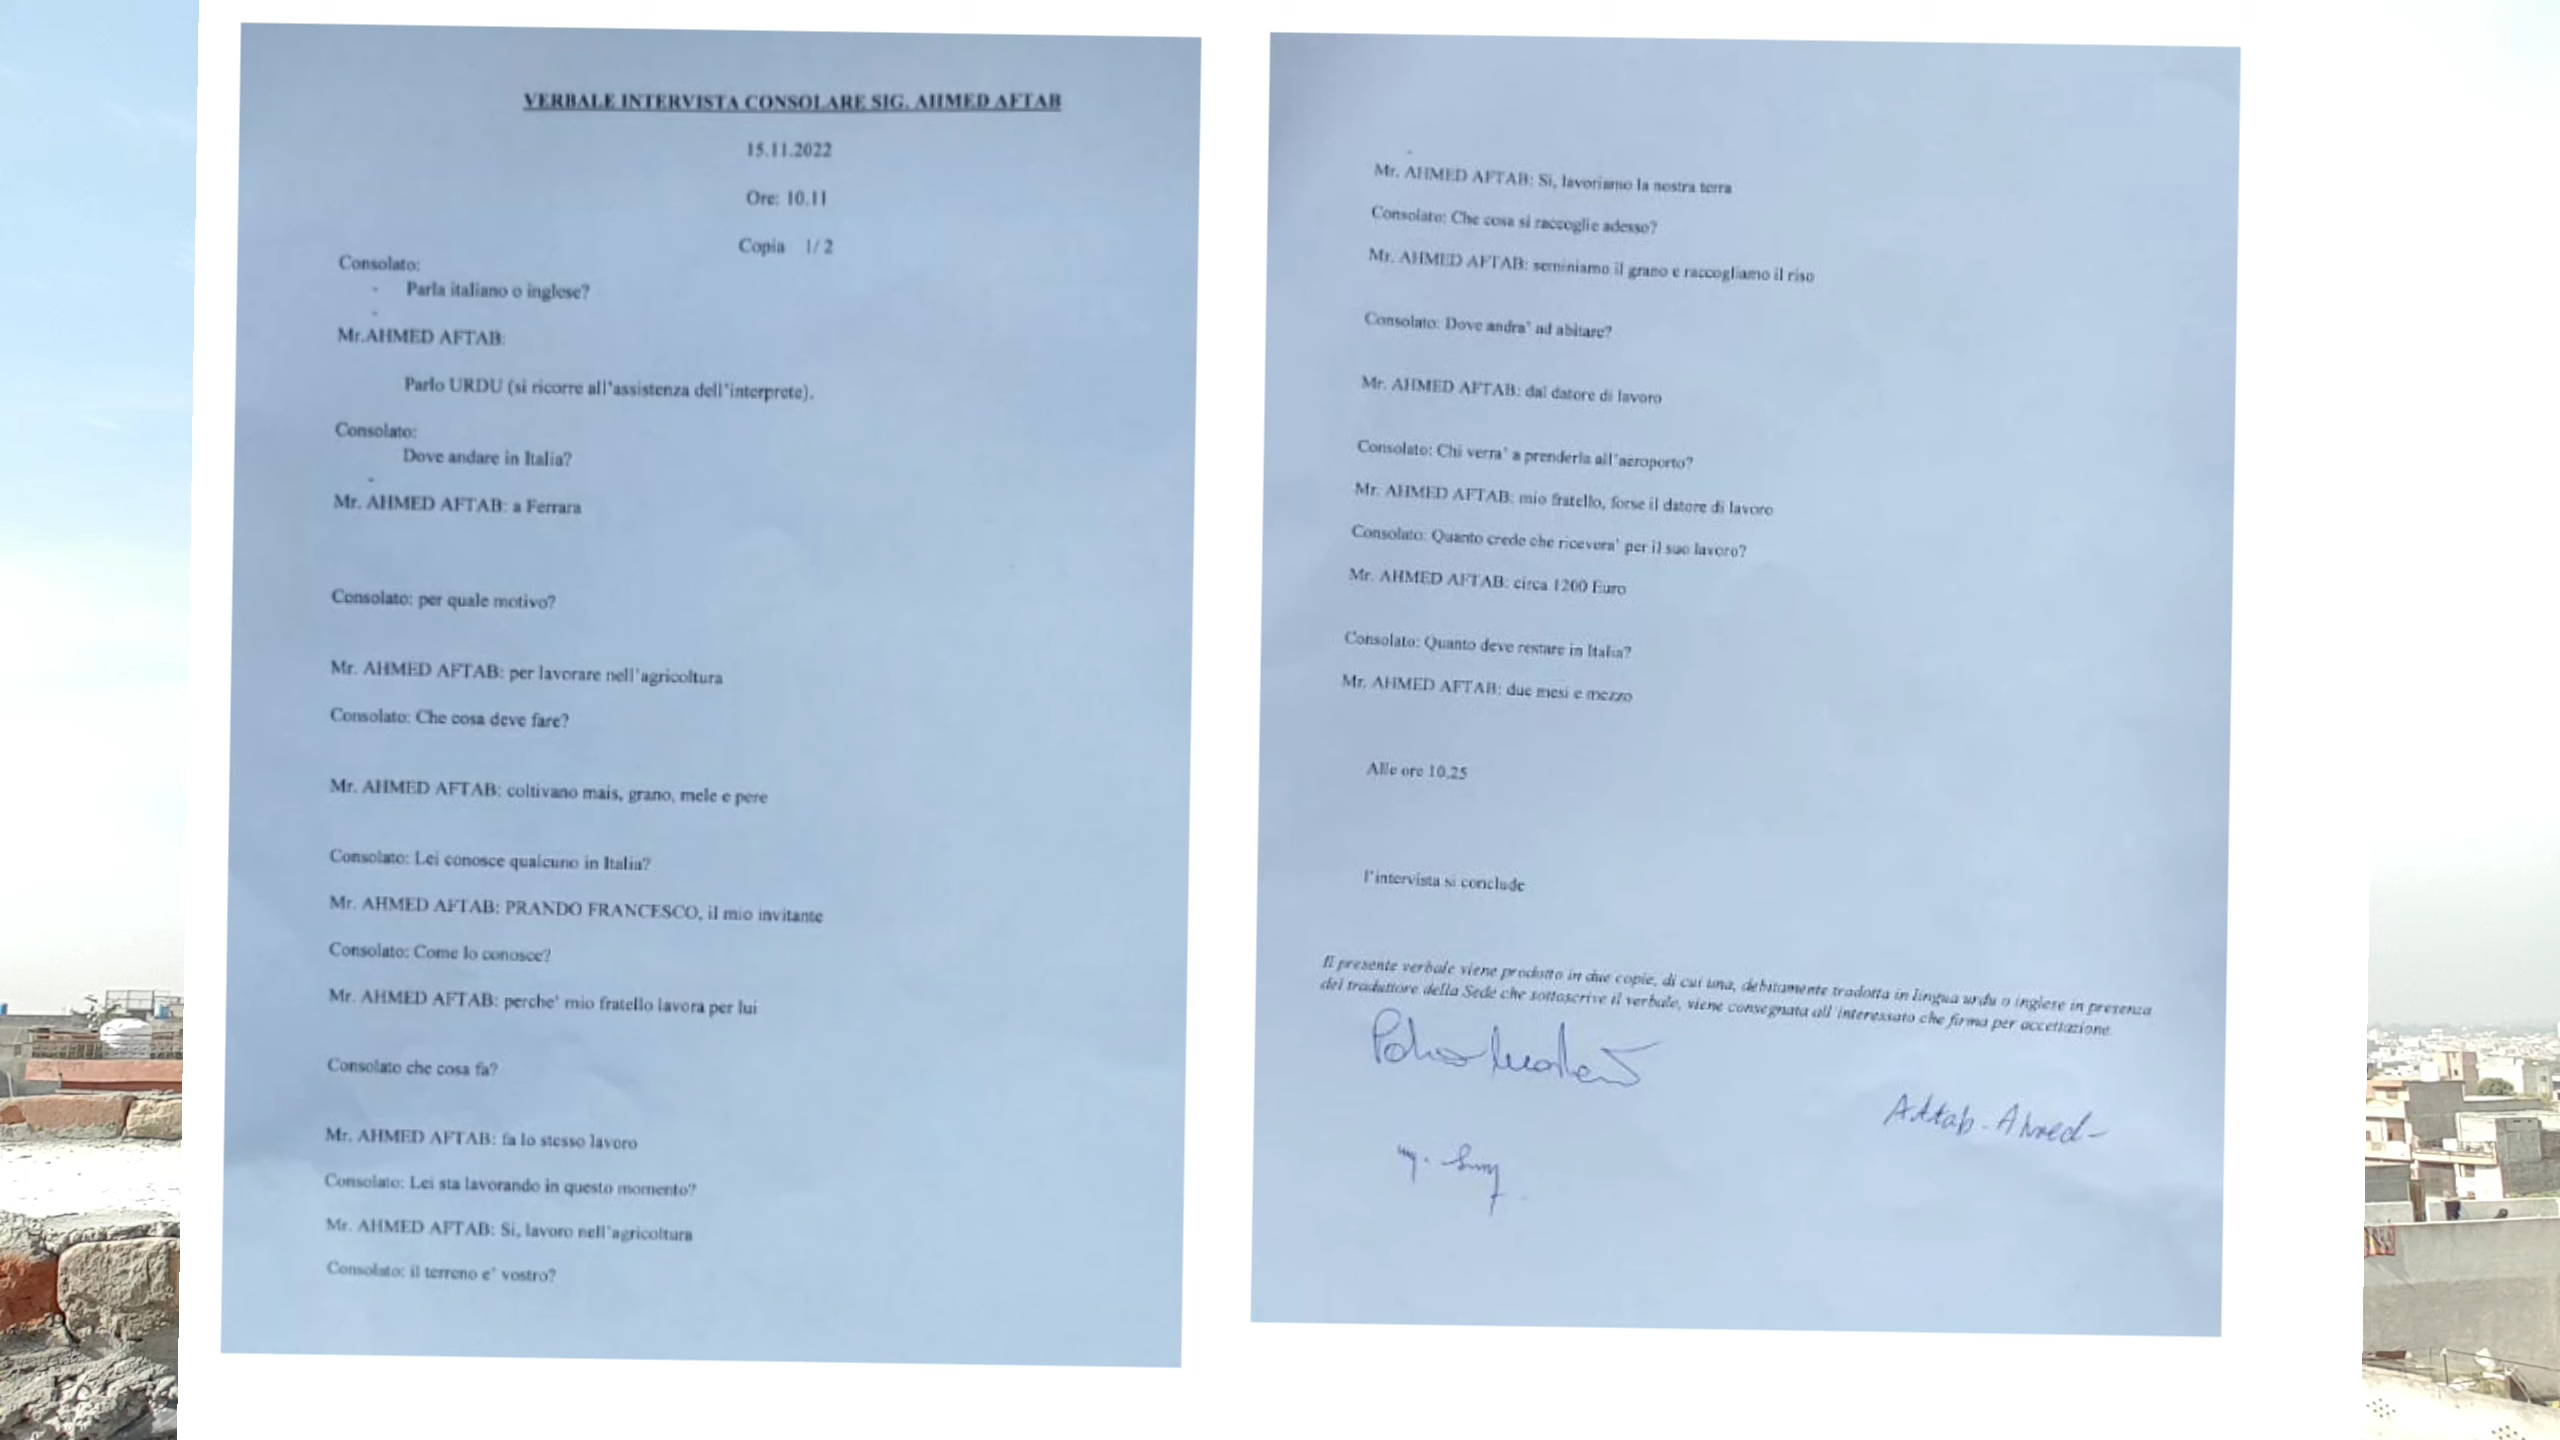 VERBALE INTERVISTA CONSOLARE SIG. AHMED AFTAB
15.11.2022
Ore: 10.11
Copia 1/2
Consolato:
- Parla italiano o inglese?
-
Mr.AHMED AFTAB:
Parlo URDU (si ricorre all'assistenza dell'interprete).
Consolato:
Dove andare in Italia?
-
Mr. AHMED AFTAB: a Ferrara
Consolato: per quale motivo?
Mr. AHMED AFTAB: per lavorare nell'agricoltura
Consolato: Che cosa deve fare?
Mr. AHMED AFTAB: coltivano mais, grano, mele e pere
Consolato: Lei conosce qualcuno in Italia?
Mr. AHMED AFTAB: PRANDO FRANCESCO, il mio invitante
Consolato: Come lo conosce?
Mr. AHMED AFTAB: perche' mio fratello lavora per lui
Consolato che cosa fa?
Mr. AHMED AFTAB: fa lo stesso lavoro
Consolato: Lei sta lavorando in questo momento?
Mr. AHMED AFTAB: Si, lavoro nell'agricoltura
Consolato: il terreno e' vostro?
-
Mr. AHMED AFTAB: Si, lavoriamo la nostra terra
Consolato: Che cosa si raccoglie adesso?
Mr. AHMED AFTAB: seminiamo il grano e raccogliamo il riso
Consolato: Dove andra' ad abitare?
Mr. AHMED AFTAB: dal datore di lavoro
Consolato: Chi verra' a prenderla all'aeroporto?
Mr. AHMED AFTAB: mio fratello, forse il datore di lavoro
Consolato: Quanto crede che ricevera' per il suo lavoro?
Mr. AHMED AFTAB: circa 1200 Euro
Consolato: Quanto deve restare in Italia?
Mr. AHMED AFTAB: due mesi e mezzo
Alle ore 10.25
l'intervista si conclude
Il presente verbale viene prodotto in due copie, di cui una, debitamente tradotta in lingua urdu o inglese in presenza
del traduttore della Sede che sottoscrive il verbale, viene consegnata all'interessato che firma per accettazione.
Aftab - Ahmed -